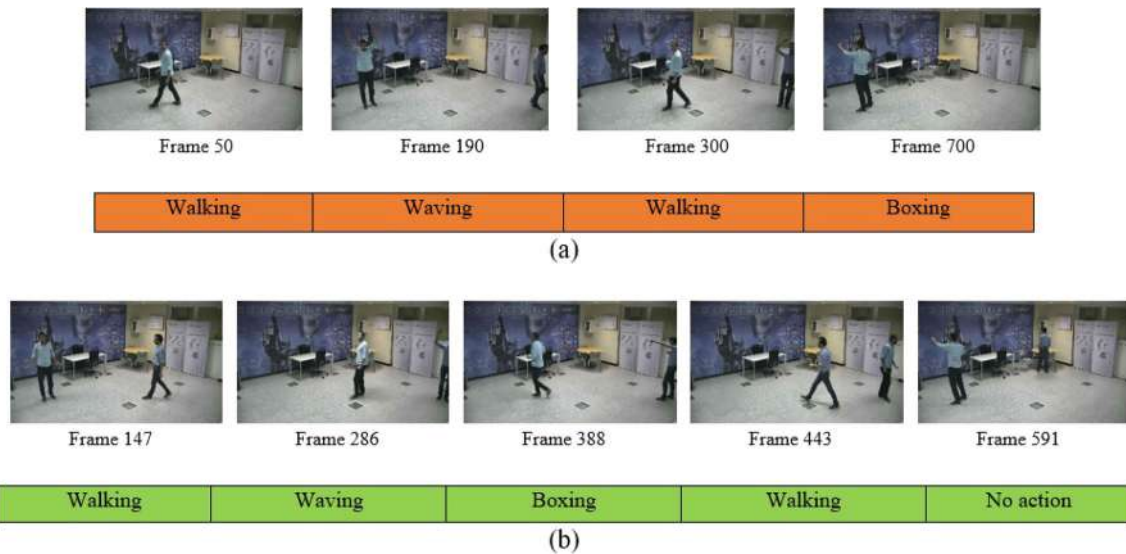 Frame 50 Frame 190 Frame 300 Frame 700
Walking Waving Walking Boxing
(a)
Frame 147 Frame 286 Frame 388 Frame 443 Frame 591
Walking Waving Boxing Walking No action
(b)